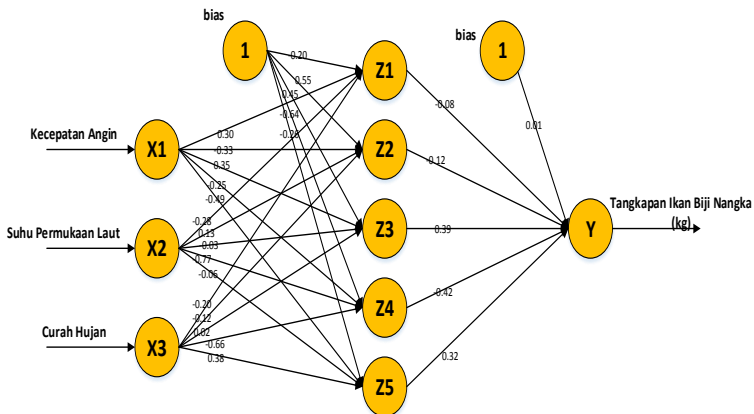 bias
1
0.20
0.55
0.45
-0.64
-0.26
Z1
bias
1
0.01
Kecepatan Angin
X1
0.30
-0.33
0.35
-0.25
-0.49
Z2
-0.08
-0.12
Suhu Permukaan Laut
X2
-0.28
0.13
0.03
0.77
-0.06
Z3
0.39
Y
Tangkapan Ikan Biji Nangka
(kg)
Curah Hujan
X3
-0.20
-0.12
0.02
-0.66
0.38
Z4
-0.42
Z5
0.32